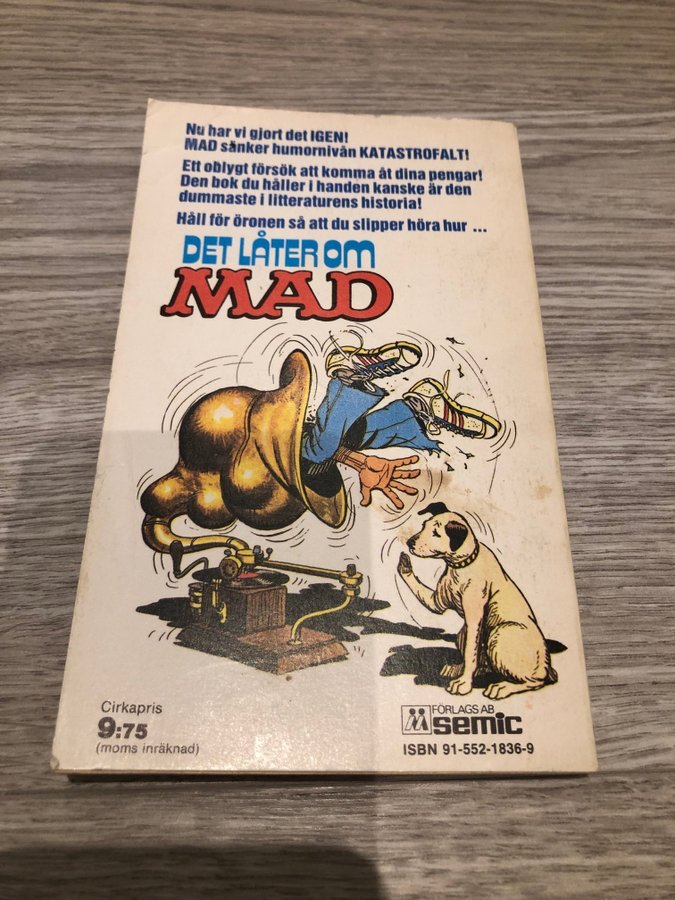 Nu har vi gjort det IGEN!
MAD sänker humornivån KATASTROFALT!
Ett oblygt försök att komma åt dina pengar!
Den bok du håller i handen kanske är den
dummaste i litteraturens historia!
Håll för öronen så att du slipper höra hur ...
DET LÅTER OM
MAD
Cirkapris
9:75
(moms inräknad)
FÖRLAGS AB
semic
ISBN 91-552-1836-9